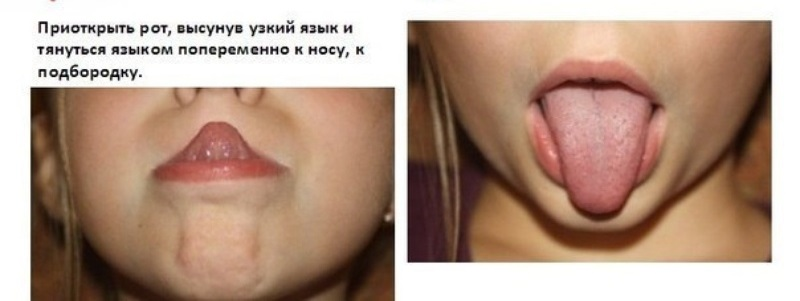 Приоткрыть рот, высунув узкий язык и
тянуться языком попеременно к носу, к
подбородку.